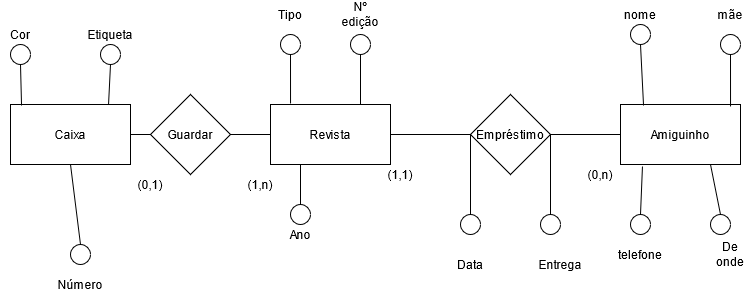 Cor
Etiqueta
Tipo
Nº
edição
nome
mãe
Caixa
Guardar
Revista
Empréstimo
Amiguinho
(0,1)
(1,n)
(1,1)
(0,n)
Número
Ano
Data
Entrega
telefone
De
onde